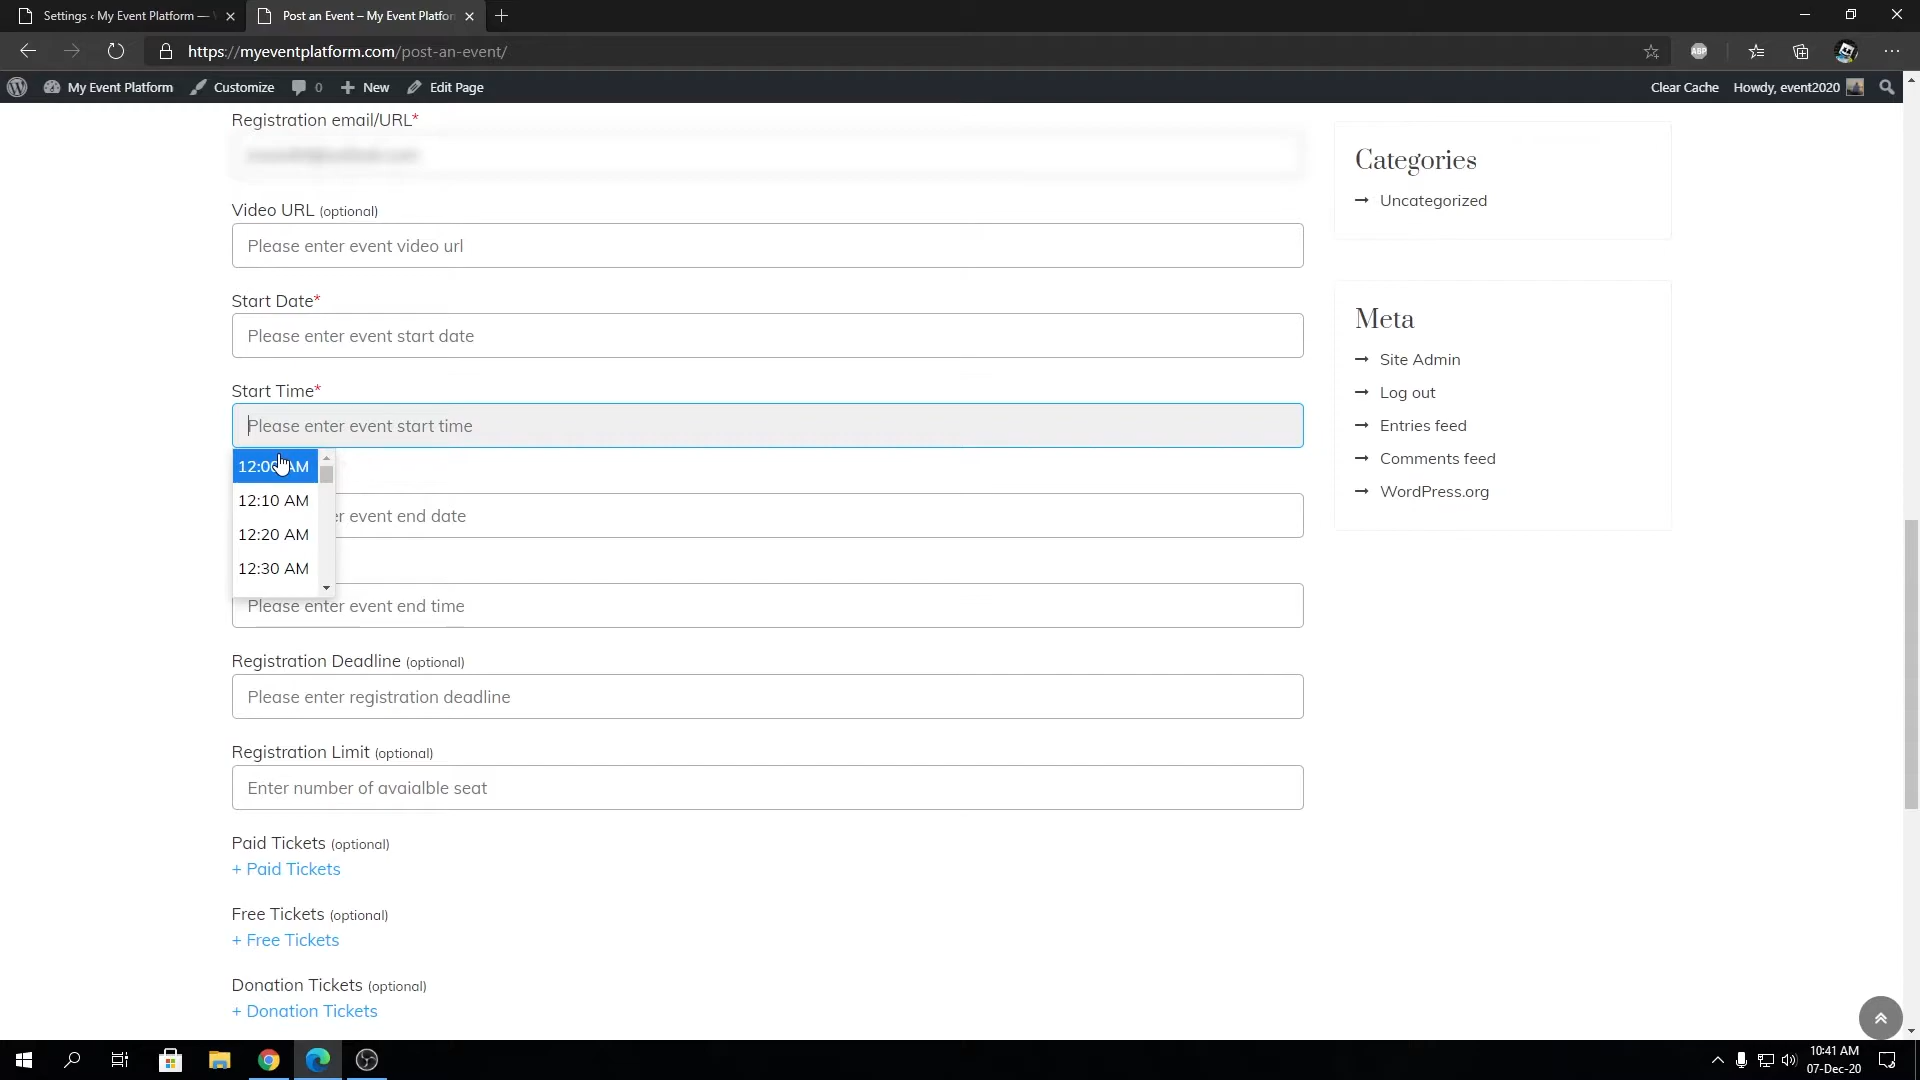 Settings ‹ My Event Platform —
Post an Event – My Event Platfor
https://myeventplatform.com/post-an-event/
ABP
My Event Platform
Customize
0
New
Edit Page
Clear Cache
Howdy, event2020
Registration email/URL*
Video URL (optional)
Please enter event video url
Start Date*
Please enter event start date
Start Time*
Please enter event start time
12:00 AM
12:10 AM
12:20 AM
12:30 AM
er event end date
Please enter event end time
Registration Deadline (optional)
Please enter registration deadline
Registration Limit (optional)
Enter number of avaialble seat
Paid Tickets (optional)
+ Paid Tickets
Free Tickets (optional)
+ Free Tickets
Donation Tickets (optional)
+ Donation Tickets
Categories
Uncategorized
Meta
Site Admin
Log out
Entries feed
Comments feed
WordPress.org
10:41 AM
07-Dec-20